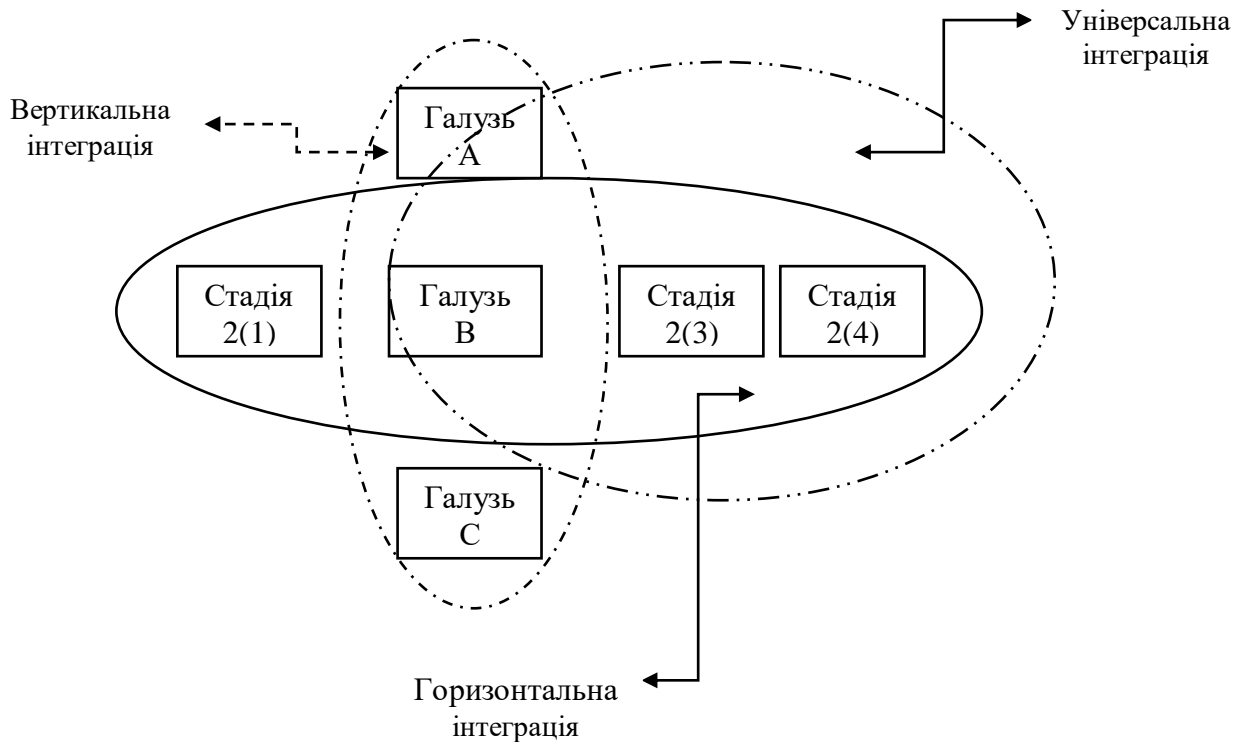 Універсальна
інтеграція
Вертикальна
інтеграція
Галузь
А
Стадія
2(1)
Галузь
В
Стадія
2(3)
Стадія
2(4)
Галузь
С
Горизонтальна
інтеграція